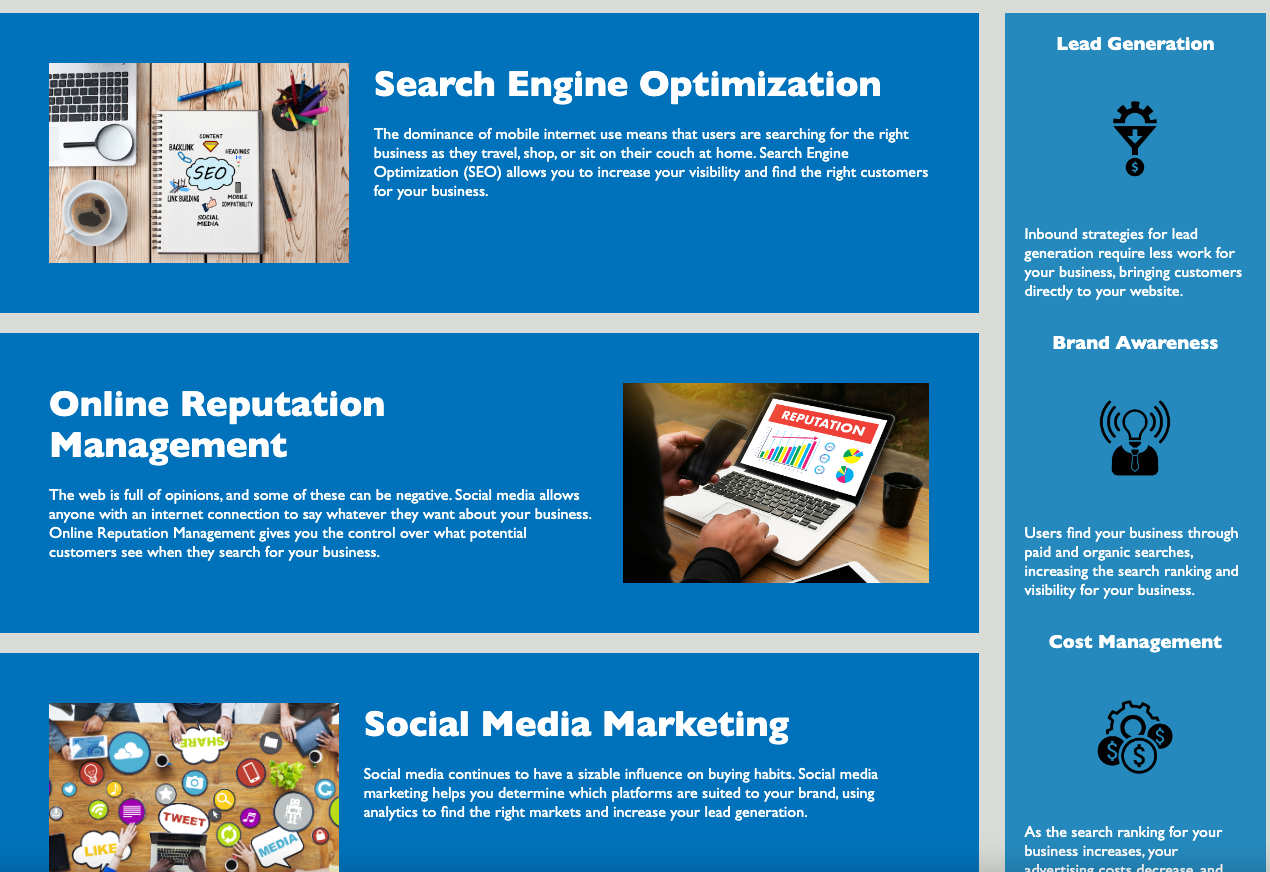 Search Engine Optimization
The dominance of mobile internet use means that users are searching for the right
business as they travel, shop, or sit on their couch at home. Search Engine
Optimization (SEO) allows you to increase your visibility and find the right customers
for your business.
CONTENT
BACKLINK
HEADINGS
SEO
LINK BUILDING
MOBILE
COMPATIBILITY
SOCIAL
MEDIA
Online Reputation
Management
The web is full of opinions, and some of these can be negative. Social media allows
anyone with an internet connection to say whatever they want about your business.
Online Reputation Management gives you the control over what potential
customers see when they search for your business.
REPUTATION
Social Media Marketing
Social media continues to have a sizable influence on buying habits. Social media
marketing helps you determine which platforms are suited to your brand, using
analytics to find the right markets and increase your lead generation.
SHARE
TWEET
LIKE
MEDIA
Lead Generation
$
Inbound strategies for lead
generation require less work for
your business, bringing customers
directly to your website.
Brand Awareness
Users find your business through
paid and organic searches,
increasing the search ranking and
visibility for your business.
Cost Management
$ $ $
As the search ranking for your
business increases, your
advertising costs decrease, and